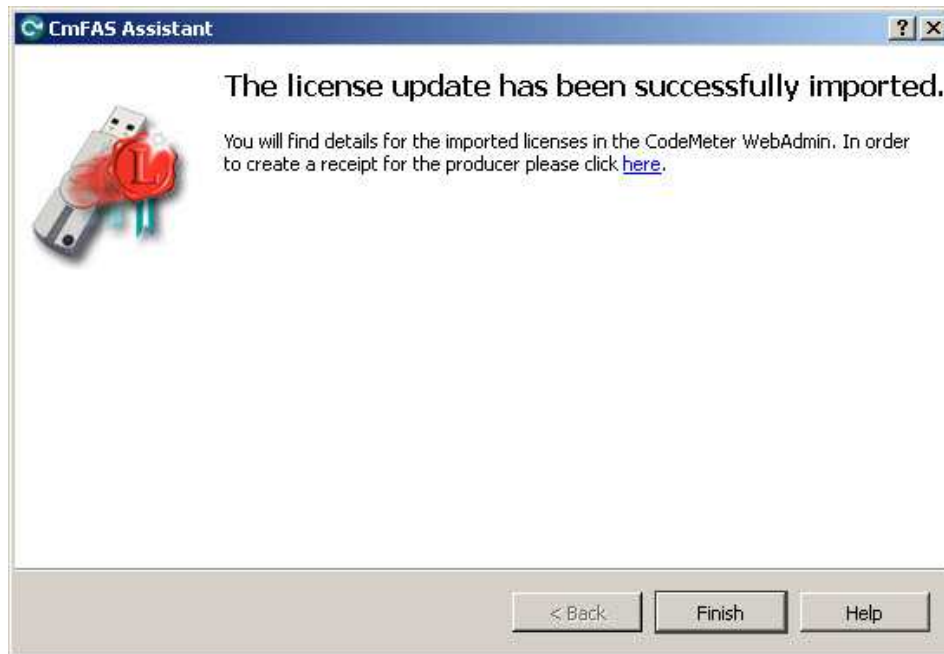 CmFAS Assistant
The license update has been successfully imported.
You will find details for the imported licenses in the CodeMeter WebAdmin. In order
to create a receipt for the producer please click here.
L
< Back Finish Help